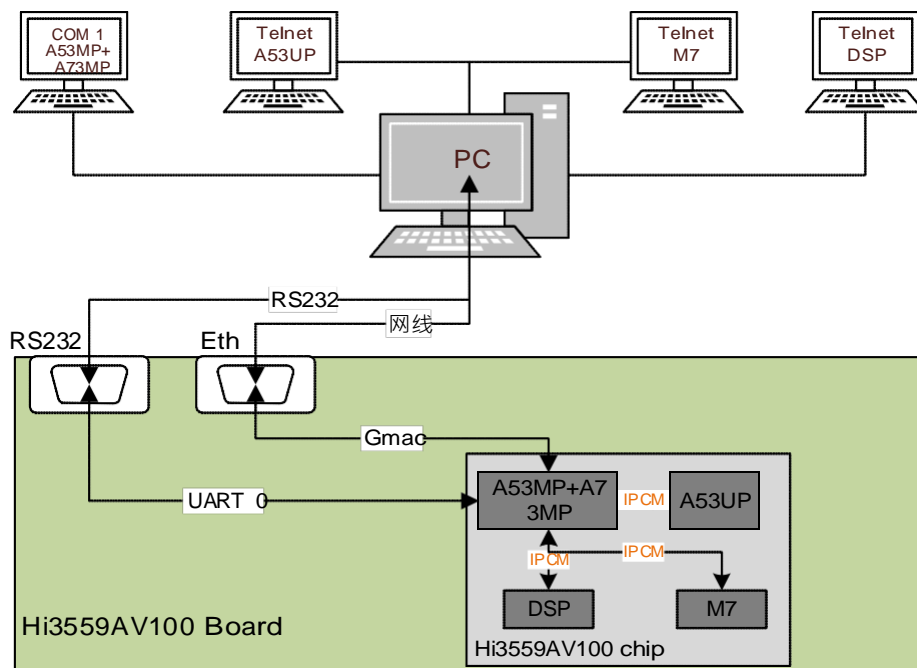 COM 1
A53MP+
A73MP
Telnet
A53UP
Telnet
M7
Telnet
DSP
PC
RS232
网线
RS232
Eth
Gmac
UART 0
A53MP+A7
3MP
IPCM
A53UP
IPCM
IPCM
DSP
M7
Hi3559AV100 Board
Hi3559AV100 chip